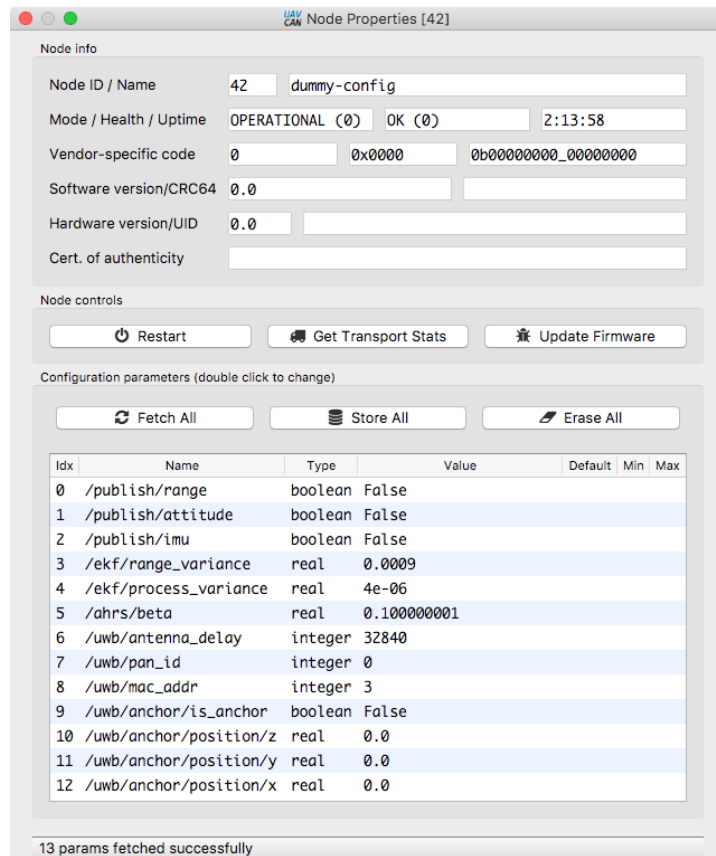 UAV CAN Node Properties [42]
Node info
Node ID / Name 42 dummy-config
Mode / Health / Uptime OPERATIONAL (0) OK (0) 2:13:58
Vendor-specific code 0 0x0000 0b00000000_00000000
Software version/CRC64 0.0
Hardware version/UID 0.0
Cert. of authenticity
Node controls
Restart Get Transport Stats Update Firmware
Configuration parameters (double click to change)
Fetch All Store All Erase All
Idx Name Type Value Default Min Max
0 /publish/range boolean False
1 /publish/attitude boolean False
2 /publish/imu boolean False
3 /ekf/range_variance real 0.0009
4 /ekf/process_variance real 4e-06
5 /ahrs/beta real 0.100000001
6 /uwb/antenna_delay integer 32840
7 /uwb/pan_id integer 0
8 /uwb/mac_addr integer 3
9 /uwb/anchor/is_anchor boolean False
10 /uwb/anchor/position/z real 0.0
11 /uwb/anchor/position/y real 0.0
12 /uwb/anchor/position/x real 0.0
13 params fetched successfully